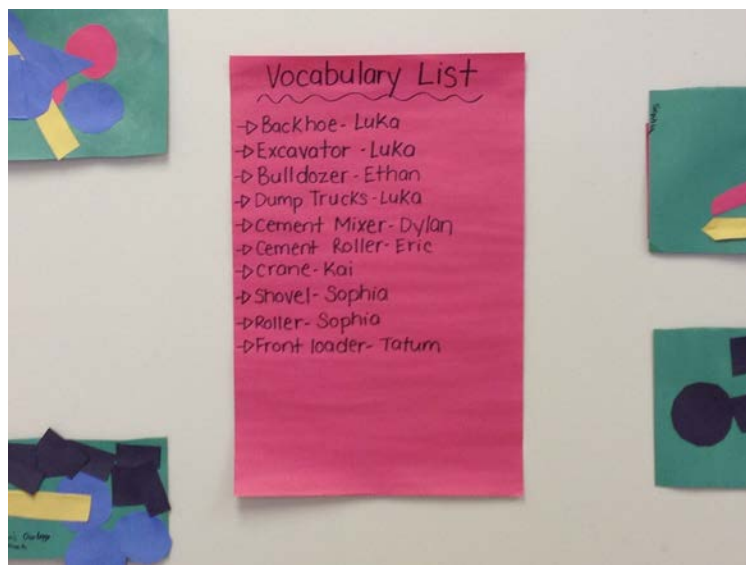 Vocabulary List
-▷Backhoe- Luka
-▷Excavator -Luka
-▷Bulldozer- Ethan
-▷Dump Trucks-Luka
-▷Cement Mixer- Dylan
-▷Cement Roller- Eric
-▷Crane- Kai
-▷Shovel- Sophia
-▷Roller- Sophia
-▷Front loader- Tatum
Sophia